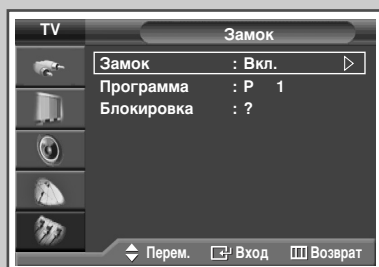 TV
Замок
Замок : Вкл.
Программа : P 1
Блокировка : ?
Перем. Вход Возврат